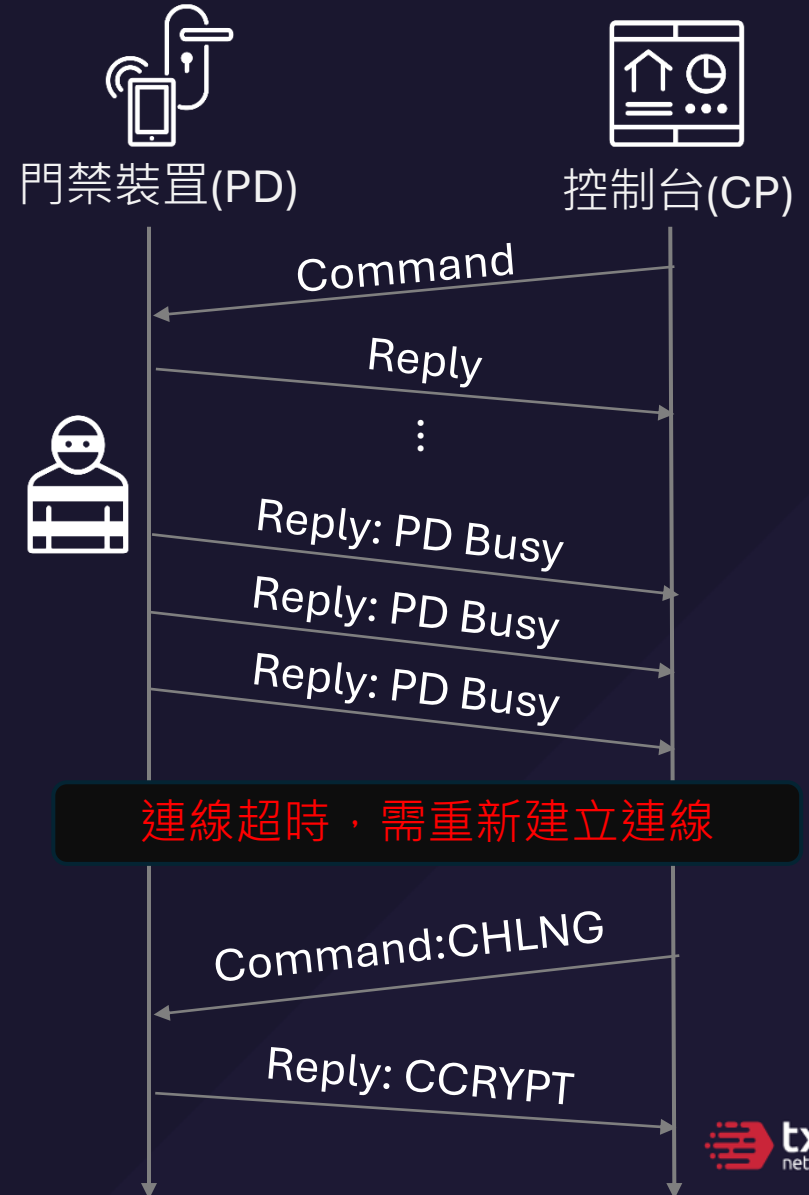 門禁裝置(PD)
控制台(CP)
Command
Reply
⋮
Reply: PD Busy
Reply: PD Busy
Reply: PD Busy
連線超時，需重新建立連線
Command:CHLNG
Reply: CCRYPT